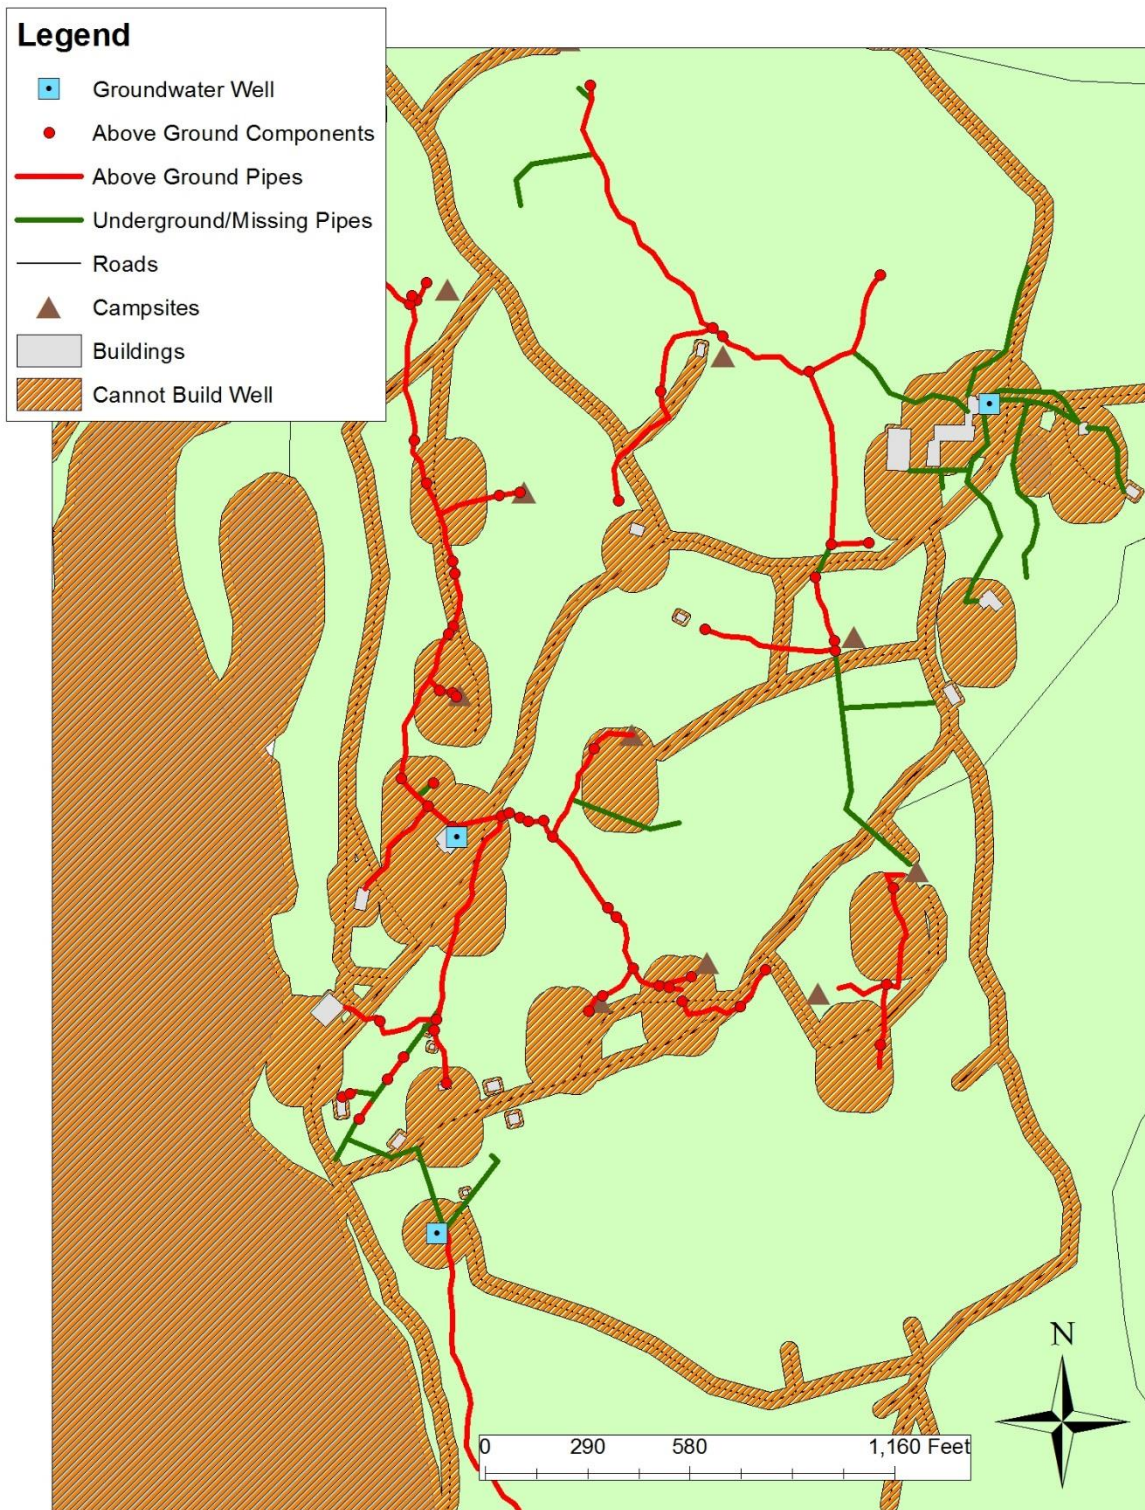 Legend
Groundwater Well
Above Ground Components
Above Ground Pipes
Underground/Missing Pipes
Roads
Campsites
Buildings
Cannot Build Well
N
0 290 580 1,160 Feet